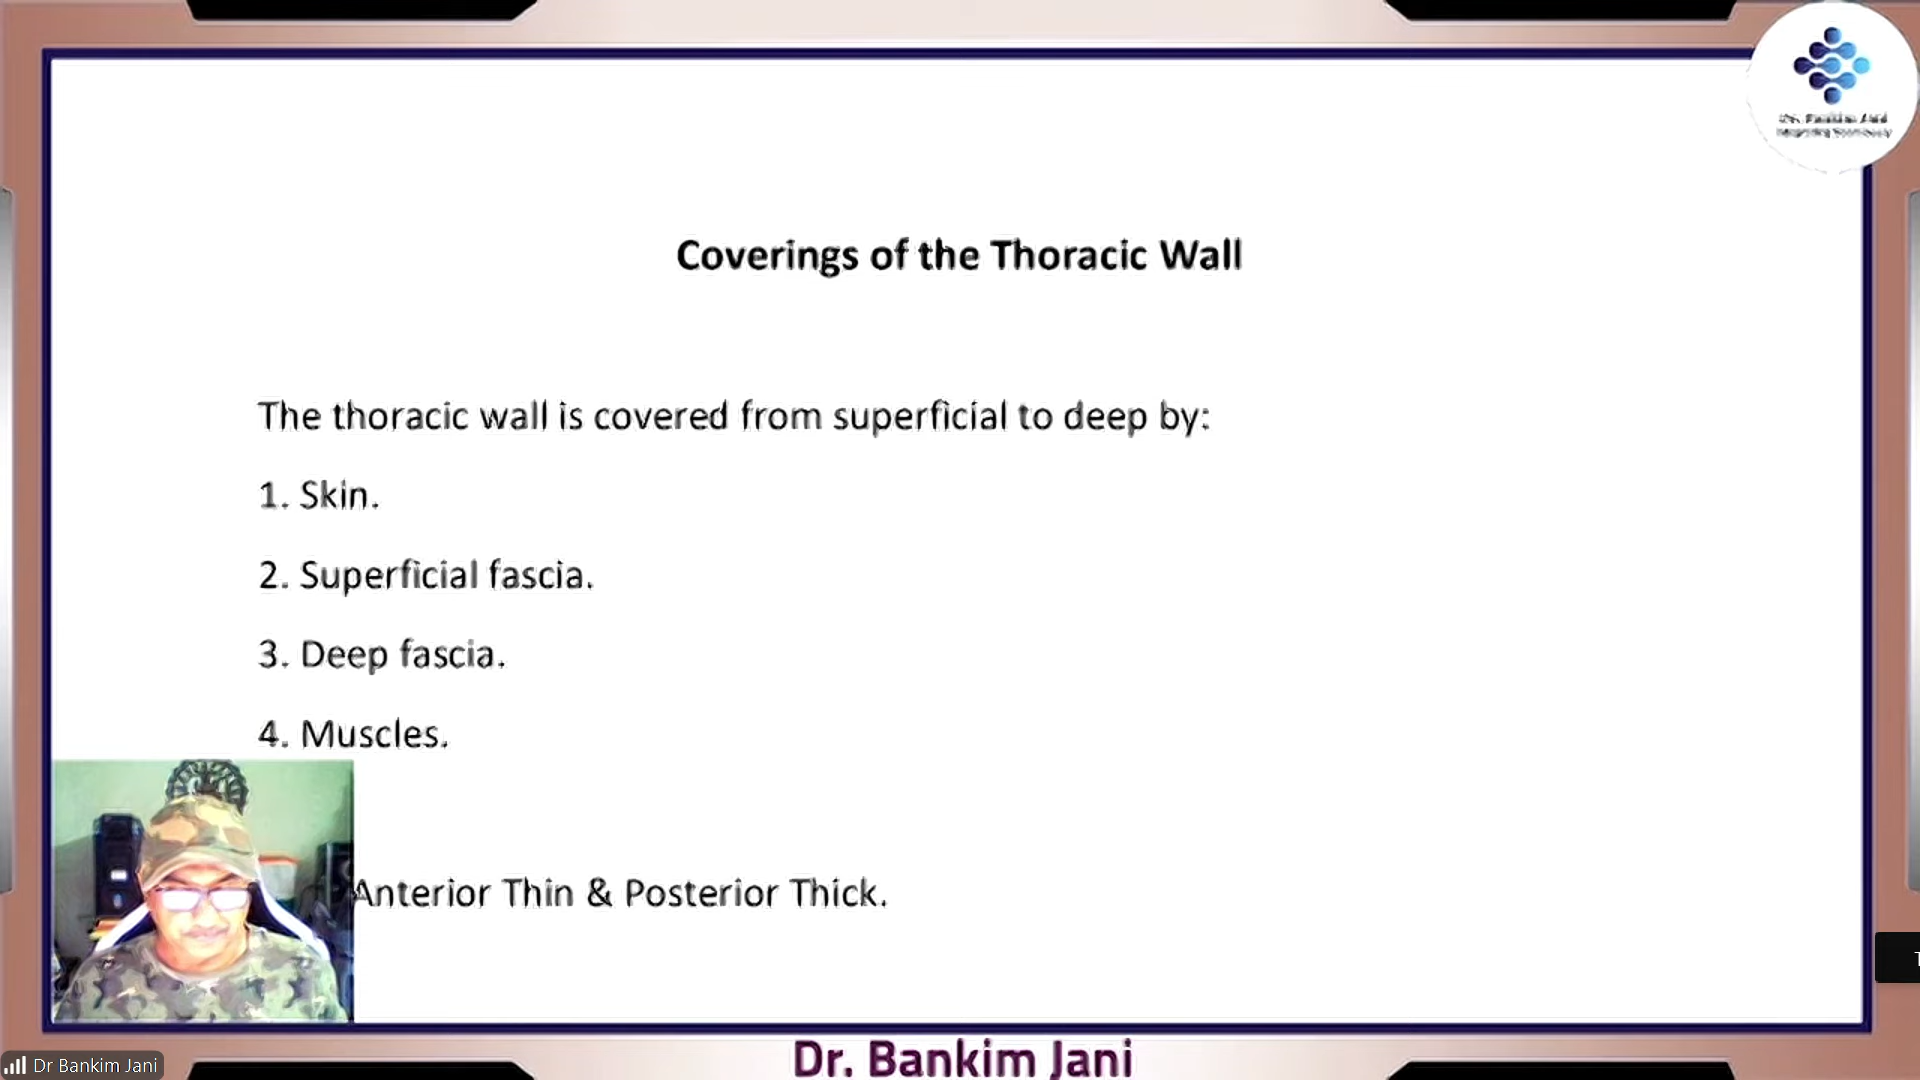 Coverings of the Thoracic Wall
The thoracic wall is covered from superficial to deep by:
1. Skin.
2. Superficial fascia.
3. Deep fascia.
4. Muscles.
Anterior Thin & Posterior Thick.
Dr. Bankim Jani
Dr Bankim Jani